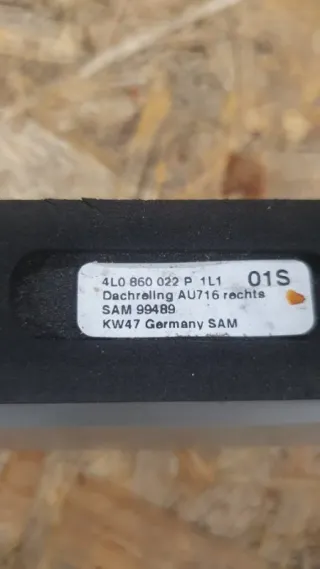 4L0 860 022 P 1L1 01S
Dachreling AU716 rechts
SAM 99489
KW47 Germany SAM